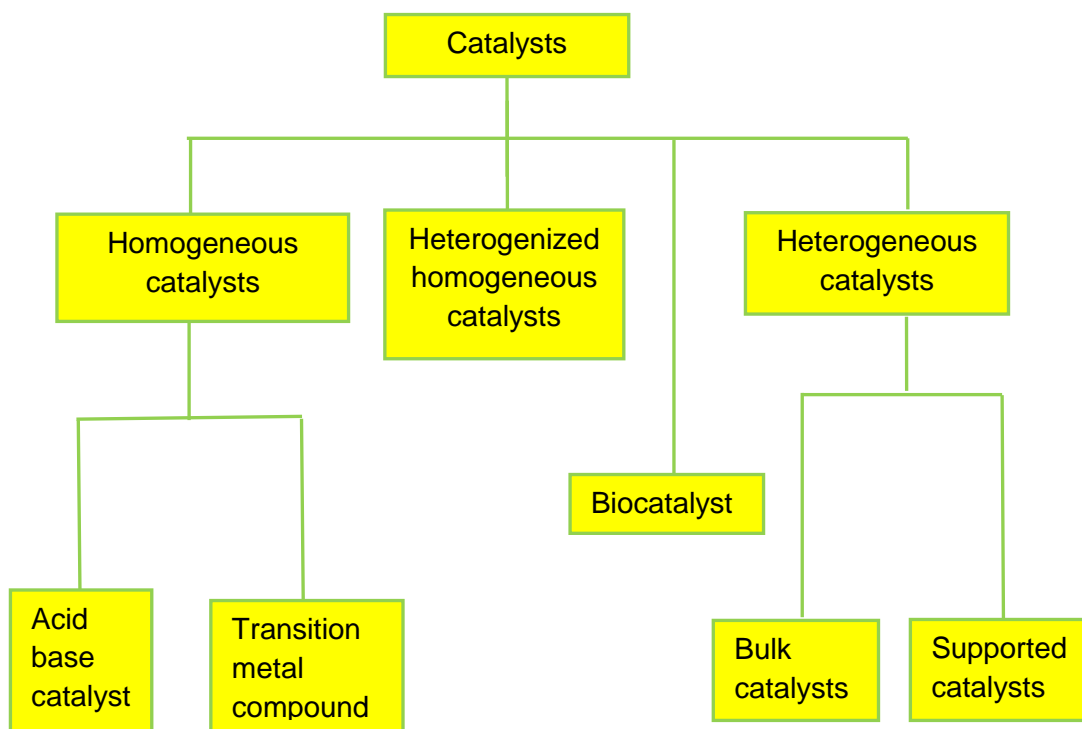 Catalysts
Homogeneous
catalysts
Heterogenized
homogeneous
catalysts
Heterogeneous
catalysts
Biocatalyst
Acid
base
catalyst
Transition
metal
compound
Bulk
catalysts
Supported
catalysts